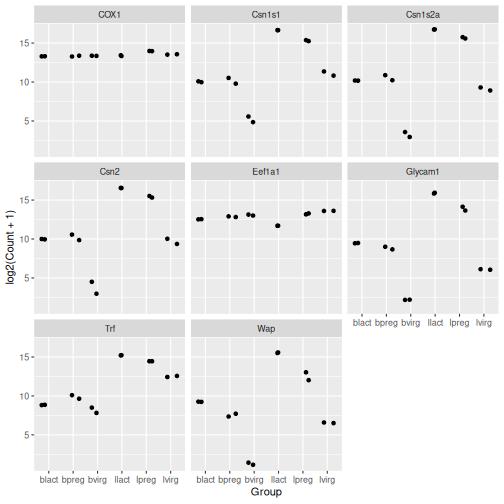 COX1 Csn1s1 Csn1s2a
15
10
5
Csn2 Eef1a1 Glycam1
15
10
5
blact bpreg bvirg llact lpreg lvirg
Trf Wap
15
10
5
blact bpreg bvirg llact lpreg lvirg blact bpreg bvirg llact lpreg lvirg
Group
log2(Count + 1)